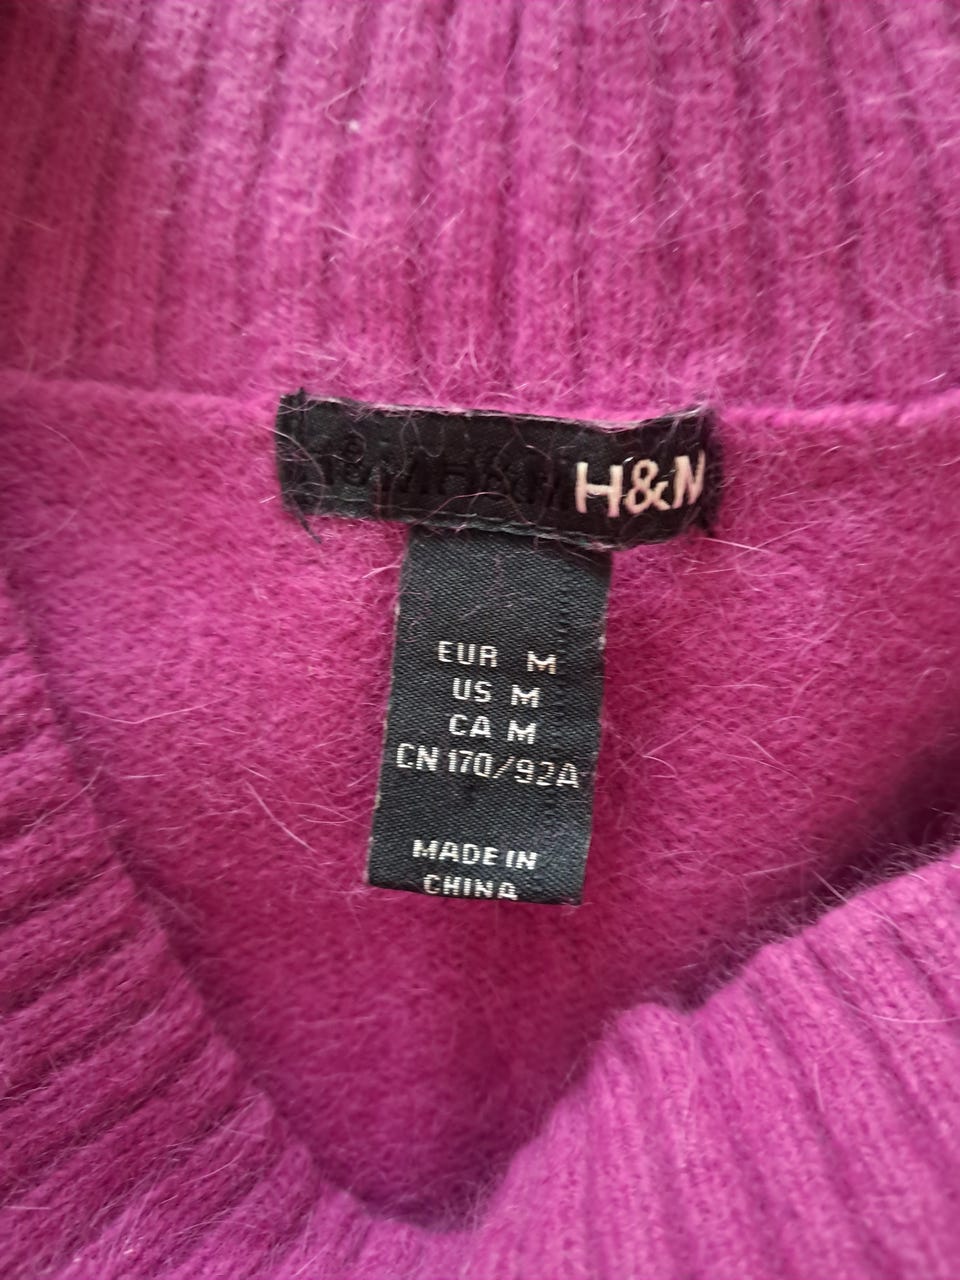 H&M H&M
EUR M
US M
CA M
CN 170/92A
MADE IN
CHINA